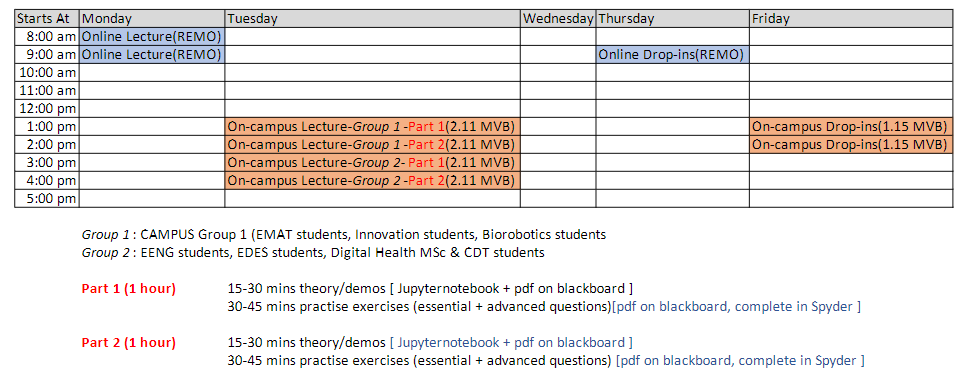 Starts At Monday Tuesday Wednesday Thursday Friday
8:00 am Online Lecture(REMO)
9:00 am Online Lecture(REMO) Online Drop-ins(REMO)
10:00 am
11:00 am
12:00 pm
1:00 pm On-campus Lecture-Group 1 -Part 1(2.11 MVB) On-campus Drop-ins(1.15 MVB)
2:00 pm On-campus Lecture-Group 1 -Part 2(2.11 MVB) On-campus Drop-ins(1.15 MVB)
3:00 pm On-campus Lecture-Group 2- Part 1(2.11 MVB)
4:00 pm On-campus Lecture-Group 2 -Part 2(2.11 MVB)
5:00 pm
Group 1 : CAMPUS Group 1 (EMAT students, Innovation students, Biorobotics students
Group 2 : EENG students, EDES students, Digital Health MSc & CDT students
Part 1 (1 hour) 15-30 mins theory/demos [ Jupyternotebook + pdf on blackboard ]
30-45 mins practise exercises (essential + advanced questions)[pdf on blackboard, complete in Spyder ]
Part 2 (1 hour) 15-30 mins theory/demos [ Jupyternotebook + pdf on blackboard ]
30-45 mins practise exercises (essential + advanced questions) [pdf on blackboard, complete in Spyder ]